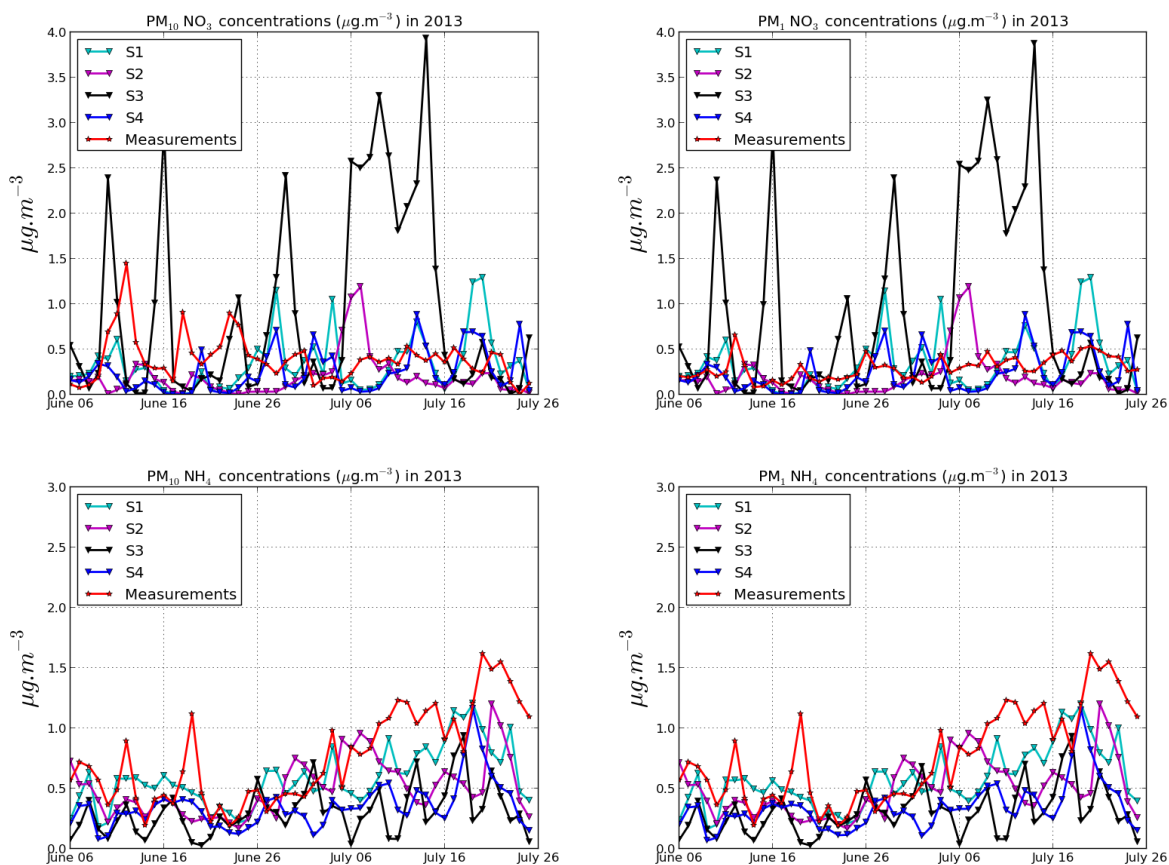 PM₁₀ NO₃ concentrations (μg.m⁻³) in 2013
4.0
3.5
3.0
2.5
2.0
1.5
1.0
0.5
0.0
μg.m⁻³
S1
S2
S3
S4
Measurements
June 06 June 16 June 26 July 06 July 16 July 26
PM₁ NO₃ concentrations (μg.m⁻³) in 2013
4.0
3.5
3.0
2.5
2.0
1.5
1.0
0.5
0.0
μg.m⁻³
S1
S2
S3
S4
Measurements
June 06 June 16 June 26 July 06 July 16 July 26
PM₁₀ NH₄ concentrations (μg.m⁻³) in 2013
3.0
2.5
2.0
1.5
1.0
0.5
0.0
μg.m⁻³
S1
S2
S3
S4
Measurements
June 06 June 16 June 26 July 06 July 16 July 26
PM₁ NH₄ concentrations (μg.m⁻³) in 2013
3.0
2.5
2.0
1.5
1.0
0.5
0.0
μg.m⁻³
S1
S2
S3
S4
Measurements
June 06 June 16 June 26 July 06 July 16 July 26